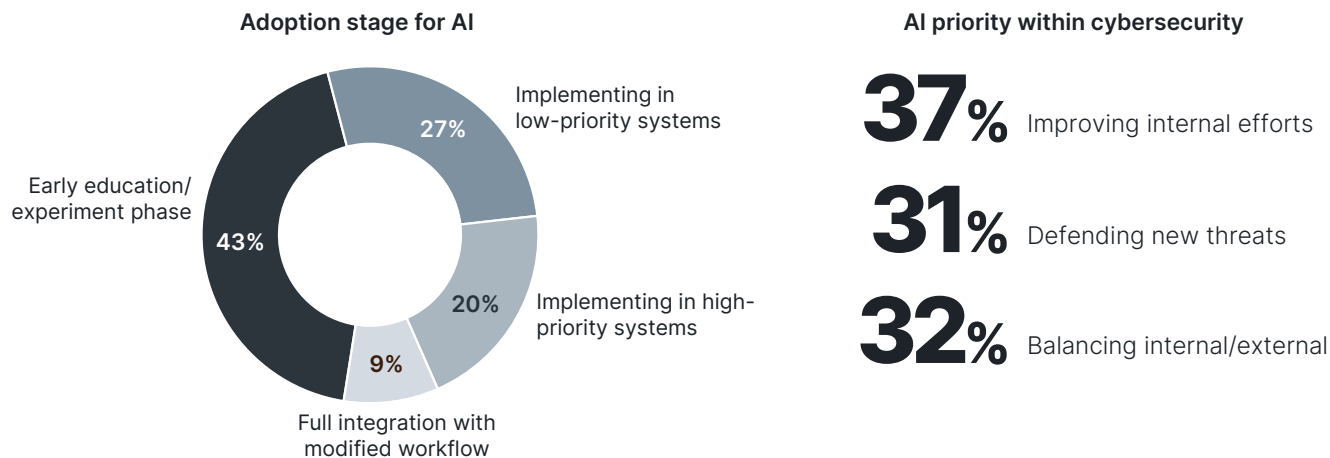 Adoption stage for AI
Implementing in
low-priority systems
27%
Early education/
experiment phase
43%
20%
Implementing in high-
priority systems
9%
Full integration with
modified workflow
AI priority within cybersecurity
37% Improving internal efforts
31% Defending new threats
32% Balancing internal/external